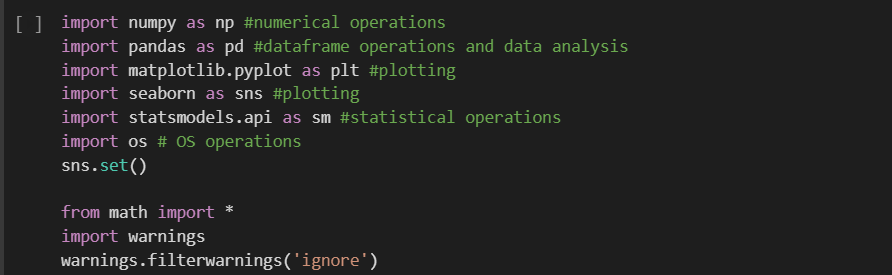 [ ] import numpy as np #numerical operations
import pandas as pd #dataframe operations and data analysis
import matplotlib.pyplot as plt #plotting
import seaborn as sns #plotting
import statsmodels.api as sm #statistical operations
import os # OS operations
sns.set()
from math import *
import warnings
warnings.filterwarnings('ignore')